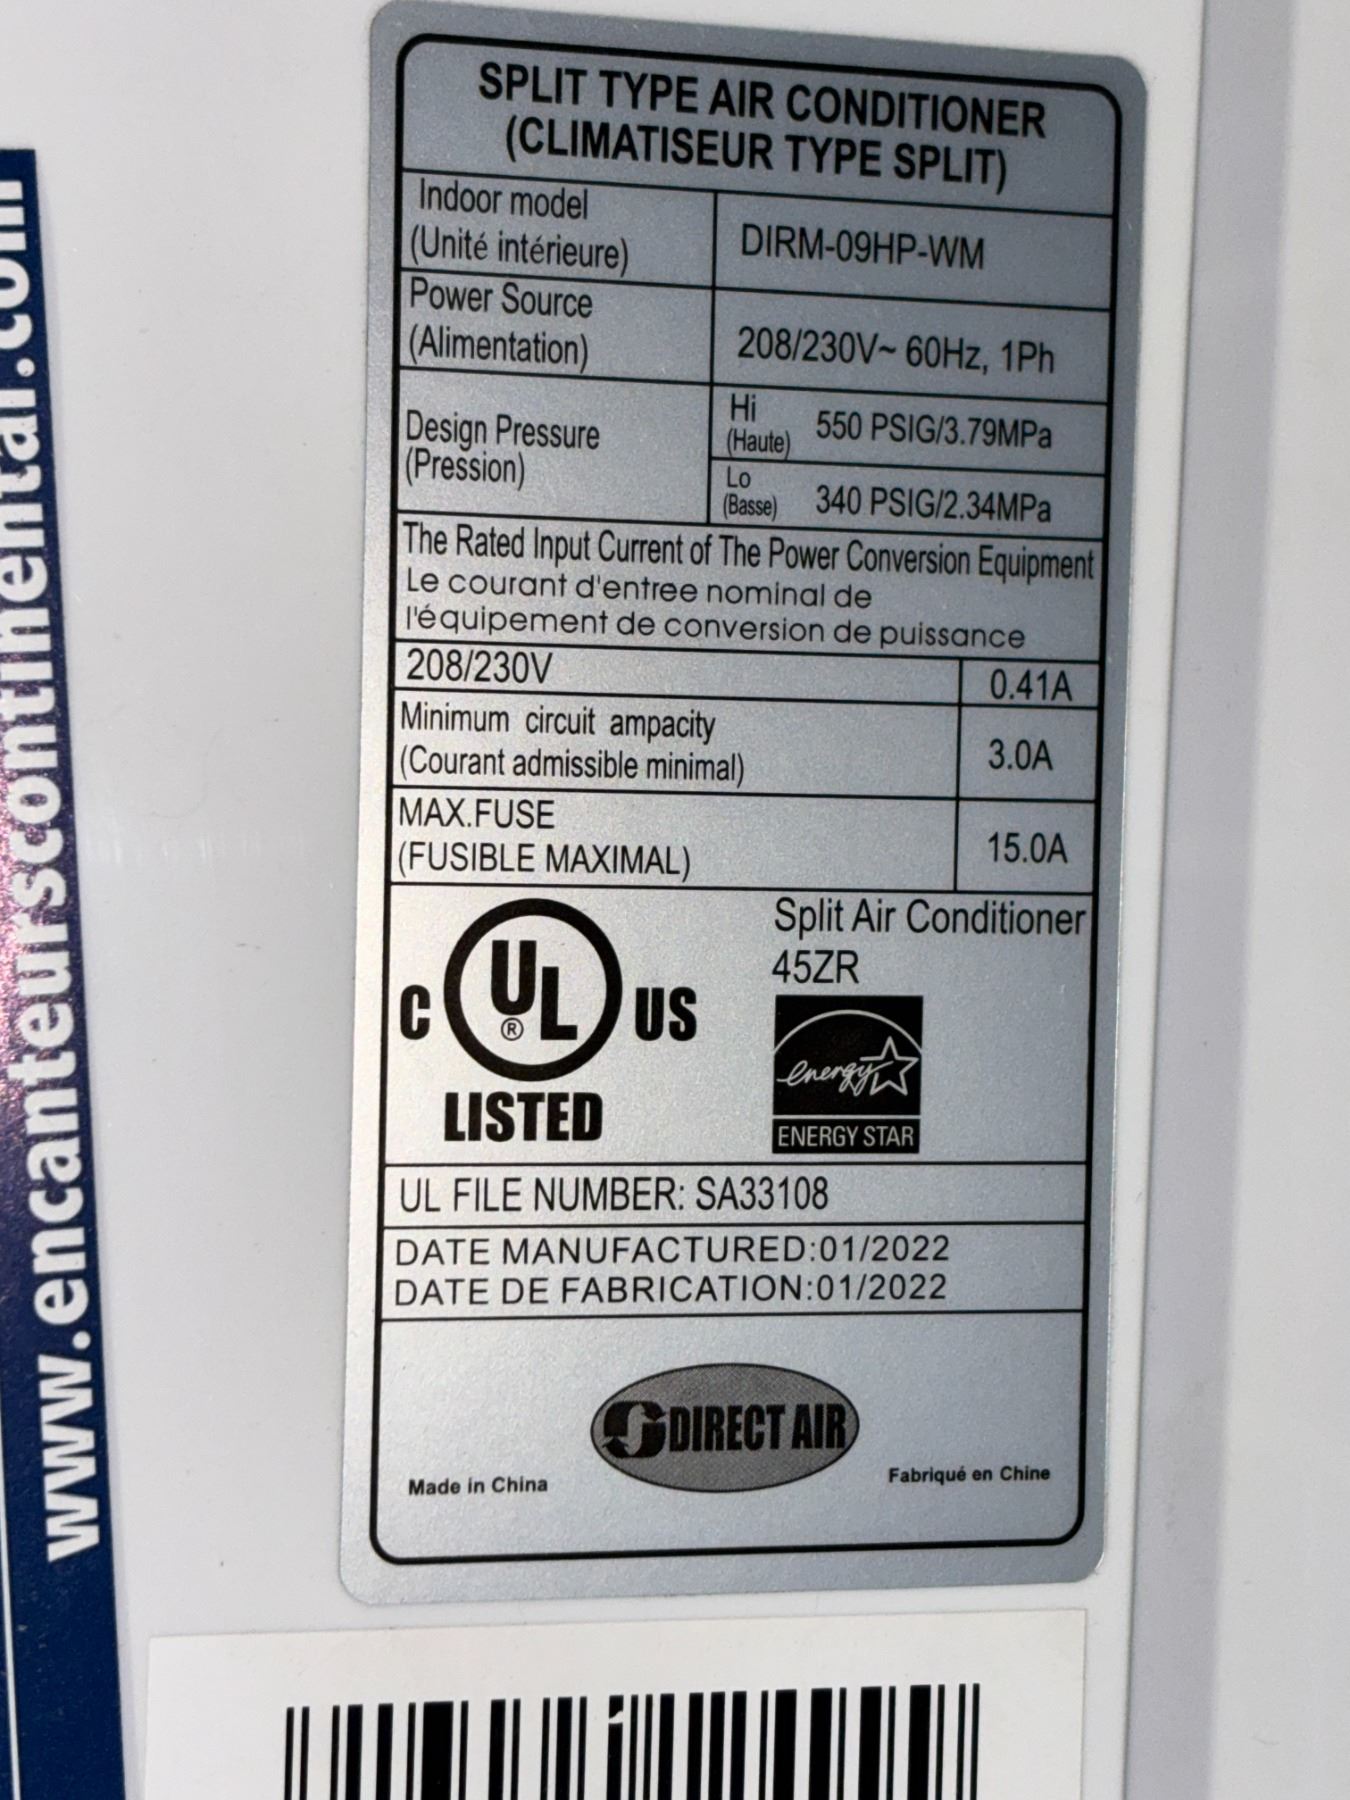 SPLIT TYPE AIR CONDITIONER
(CLIMATISEUR TYPE SPLIT)
Indoor model
(Unité intérieure)
DIRM-09HP-WM
Power Source
(Alimentation)
208/230V~ 60Hz, 1Ph
Design Pressure
(Pression)
Hi
(Haute)
550 PSIG/3.79MPa
Lo
(Basse)
340 PSIG/2.34MPa
The Rated Input Current of The Power Conversion Equipment
Le courant d'entree nominal de
l'équipement de conversion de puissance
208/230V
0.41A
Minimum circuit ampacity
(Courant admissible minimal)
3.0A
MAX.FUSE
(FUSIBLE MAXIMAL)
15.0A
C UL ® US
LISTED
Split Air Conditioner
45ZR
energy
ENERGY STAR
UL FILE NUMBER: SA33108
DATE MANUFACTURED:01/2022
DATE DE FABRICATION:01/2022
DIRECT AIR
Made in China
Fabriqué en Chine
www.encanteurscontinental.com